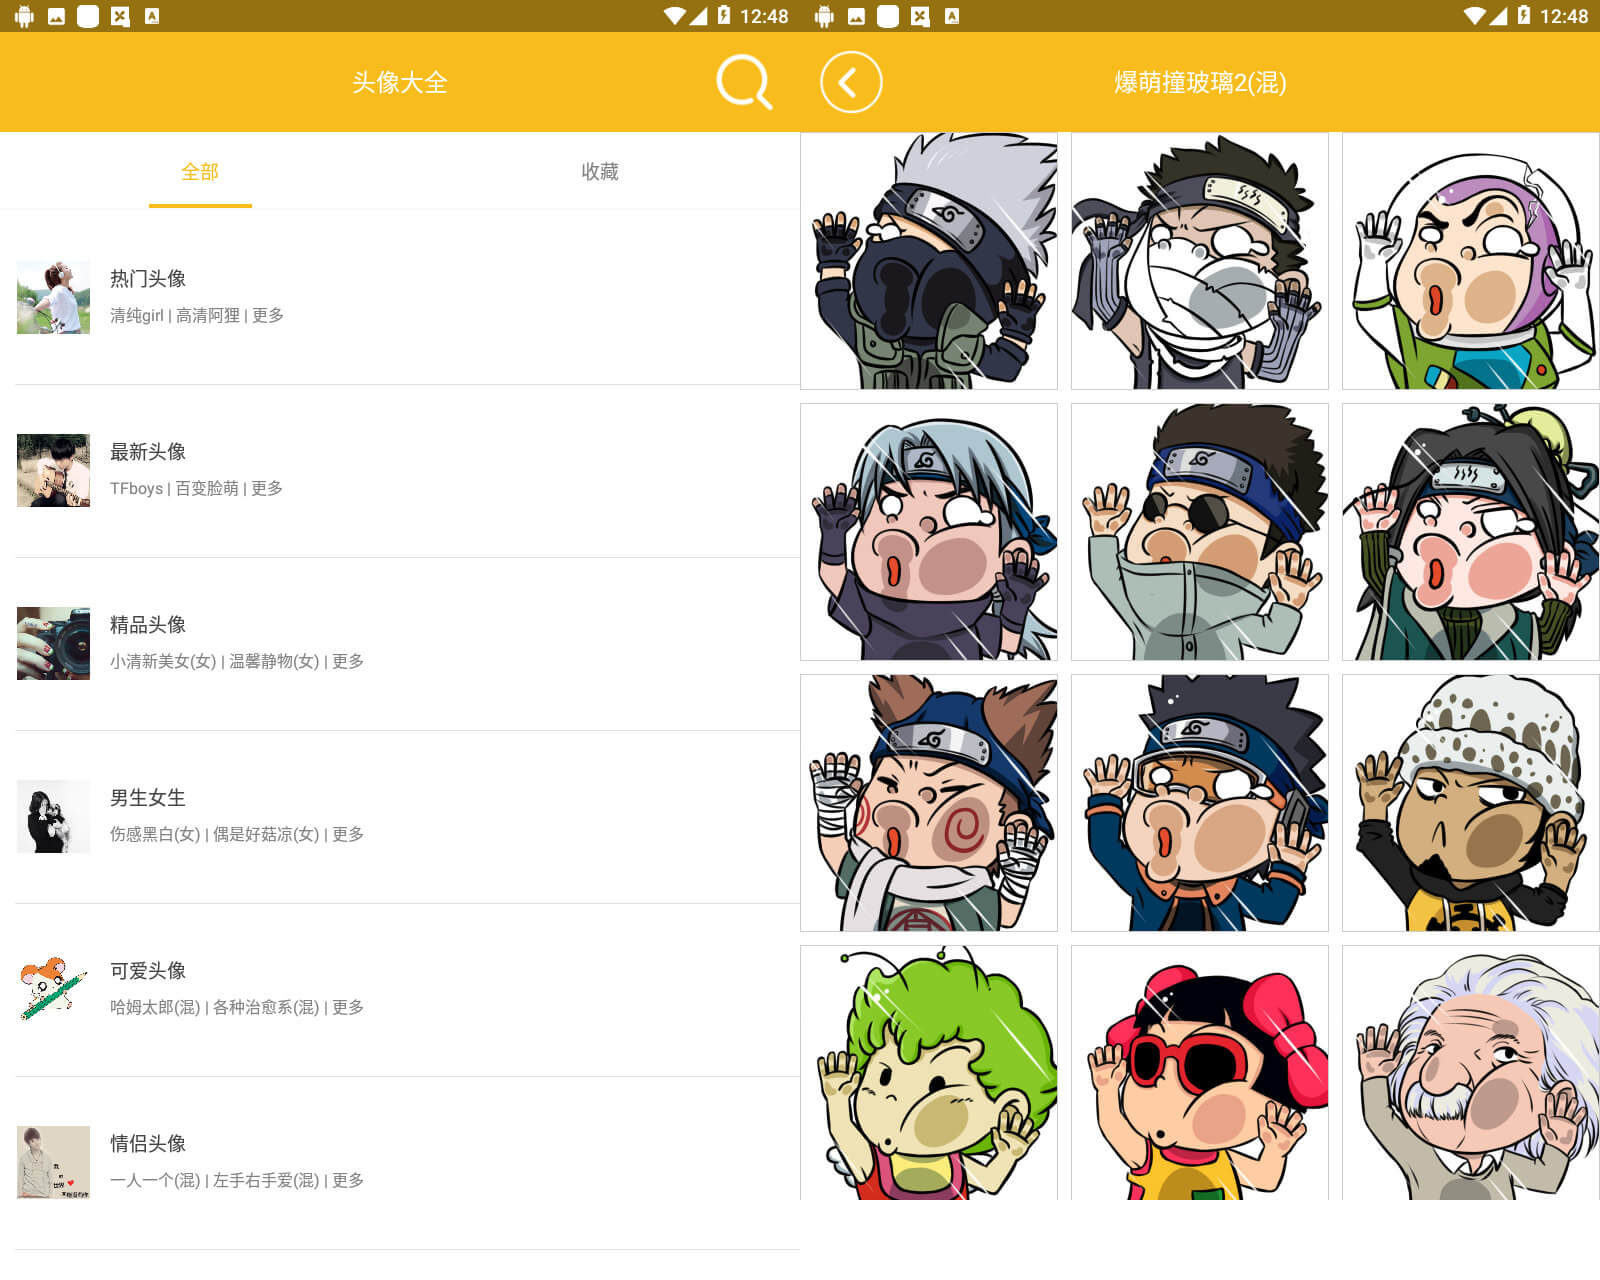 12:48
头像大全
全部
收藏
热门头像
清纯girl | 高清阿狸 | 更多
最新头像
TFboys | 百变脸萌 | 更多
精品头像
小清新美女(女) | 温馨静物(女) | 更多
男生女生
伤感黑白(女) | 偶是好菇凉(女) | 更多
可爱头像
哈姆太郎(混) | 各种治愈系(混) | 更多
情侣头像
一人一个(混) | 左手右手爱(混) | 更多
12:48
爆萌撞玻璃2(混)